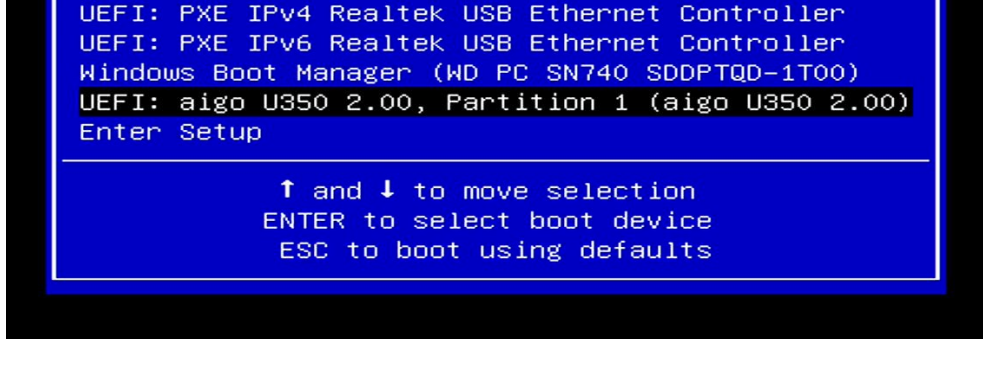 UEFI: PXE IPv4 Realtek USB Ethernet Controller
UEFI: PXE IPv6 Realtek USB Ethernet Controller
Windows Boot Manager (WD PC SN740 SDDPTQD-1T00)
UEFI: aigo U350 2.00, Partition 1 (aigo U350 2.00)
Enter Setup
↑ and ↓ to move selection
ENTER to select boot device
ESC to boot using defaults